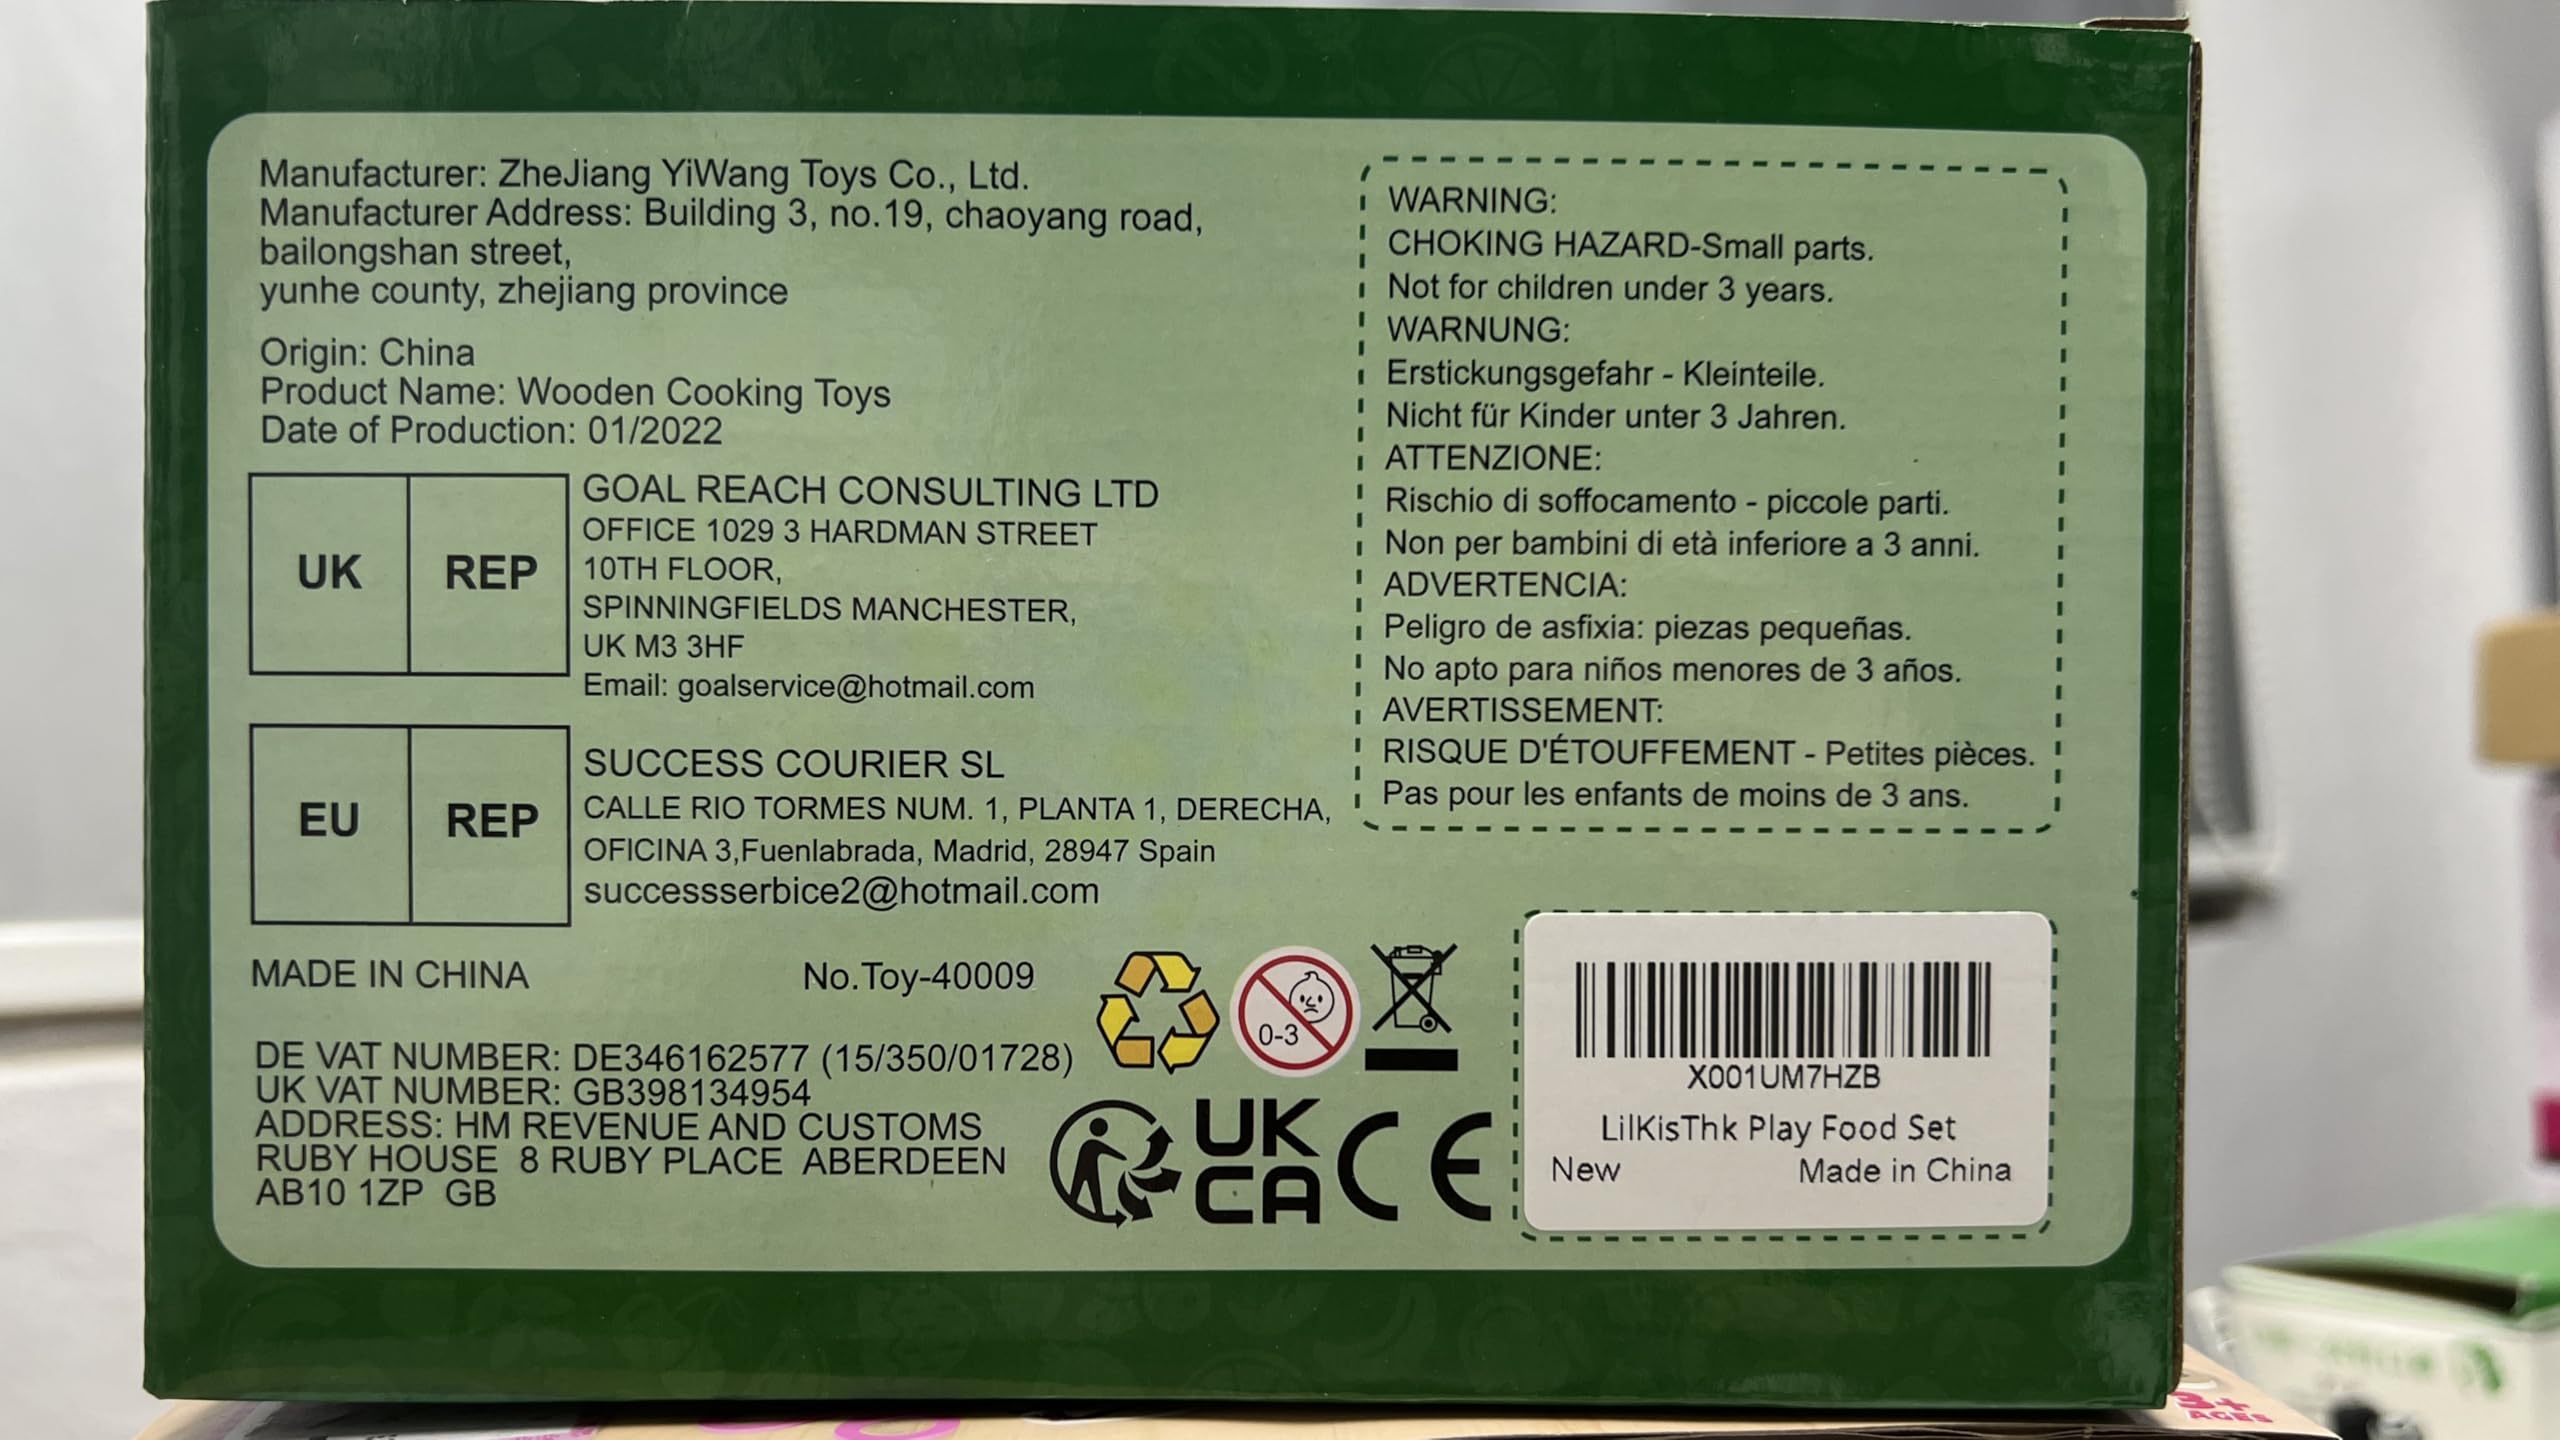 Manufacturer: ZheJiang YiWang Toys Co., Ltd.
Manufacturer Address: Building 3, no.19, chaoyang road,
bailongshan street,
yunhe county, zhejiang province
Origin: China
Product Name: Wooden Cooking Toys
Date of Production: 01/2022
UK REP
GOAL REACH CONSULTING LTD
OFFICE 1029 3 HARDMAN STREET
10TH FLOOR,
SPINNINGFIELDS MANCHESTER,
UK M3 3HF
Email: goalservice@hotmail.com
EU REP
SUCCESS COURIER SL
CALLE RIO TORMES NUM. 1, PLANTA 1, DERECHA,
OFICINA 3,Fuenlabrada, Madrid, 28947 Spain
successserbice2@hotmail.com
MADE IN CHINA
No.Toy-40009
DE VAT NUMBER: DE346162577 (15/350/01728)
UK VAT NUMBER: GB398134954
ADDRESS: HM REVENUE AND CUSTOMS
RUBY HOUSE 8 RUBY PLACE ABERDEEN
AB10 1ZP GB
WARNING:
CHOKING HAZARD-Small parts.
Not for children under 3 years.
WARNUNG:
Erstickungsgefahr - Kleinteile.
Nicht für Kinder unter 3 Jahren.
ATTENZIONE:
Rischio di soffocamento - piccole parti.
Non per bambini di età inferiore a 3 anni.
ADVERTENCIA:
Peligro de asfixia: piezas pequeñas.
No apto para niños menores de 3 años.
AVERTISSEMENT:
RISQUE D'ÉTOUFFEMENT - Petites pièces.
Pas pour les enfants de moins de 3 ans.
0-3
UK
CA
CE
X001UM7HZB
LilKisThk Play Food Set
New Made in China
3+
AGES